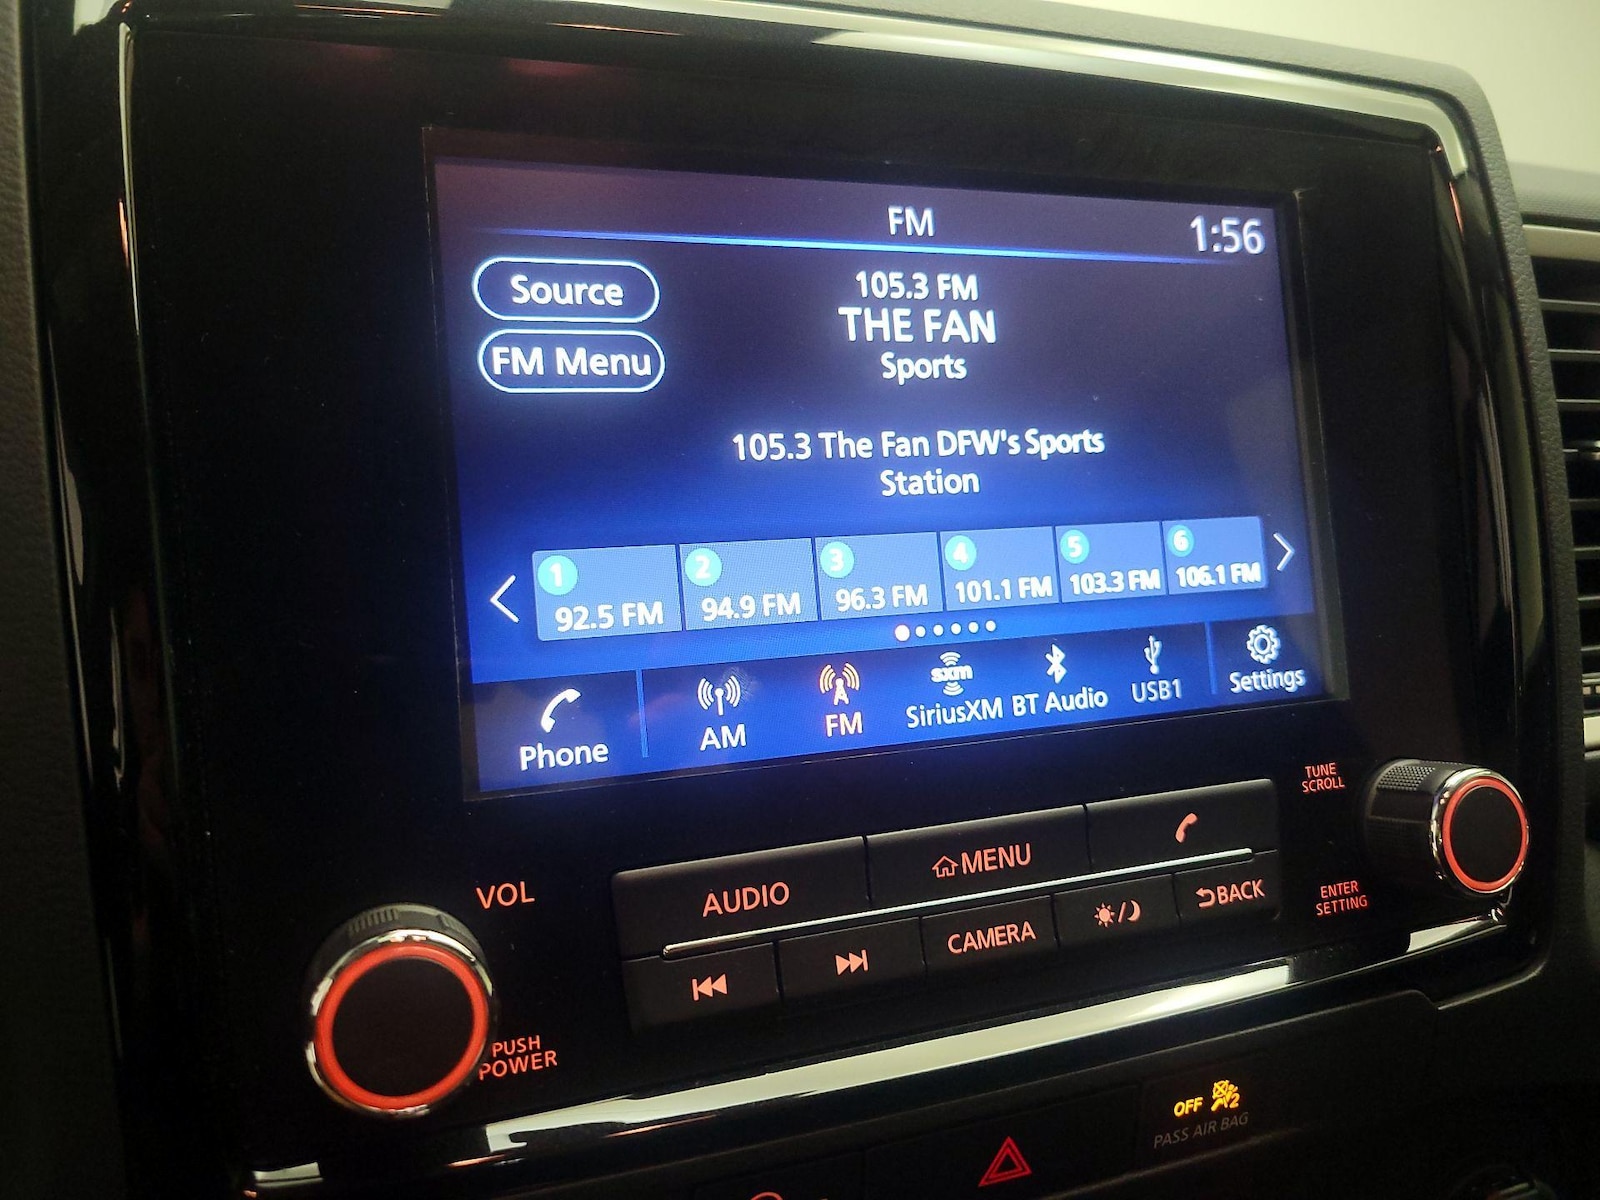 FM
1:56
Source
FM Menu
105.3 FM
THE FAN
Sports
105.3 The Fan DFW's Sports
Station
1
92.5 FM
2
94.9 FM
3
96.3 FM
4
101.1 FM
5
103.3 FM
6
106.1 FM
Phone
AM
FM
sxm
SiriusXM
BT Audio
USB1
Settings
TUNE
SCROLL
VOL
AUDIO
MENU
CAMERA
BACK
ENTER
SETTING
PUSH
POWER
OFF
2
PASS AIR BAG